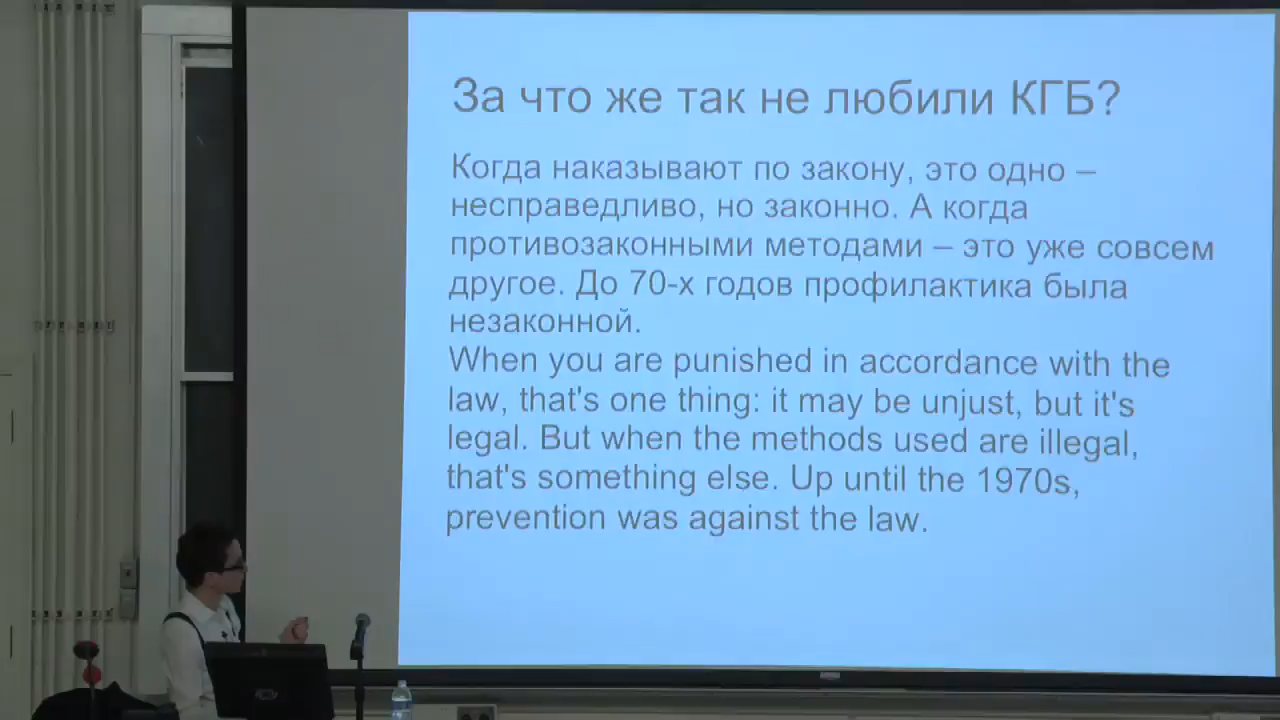 За что же так не любили КГБ?
Когда наказывают по закону, это одно –
несправедливо, но законно. А когда
противозаконными методами – это уже совсем
другое. До 70-х годов профилактика была
незаконной.
When you are punished in accordance with the
law, that's one thing: it may be unjust, but it's
legal. But when the methods used are illegal,
that's something else. Up until the 1970s,
prevention was against the law.